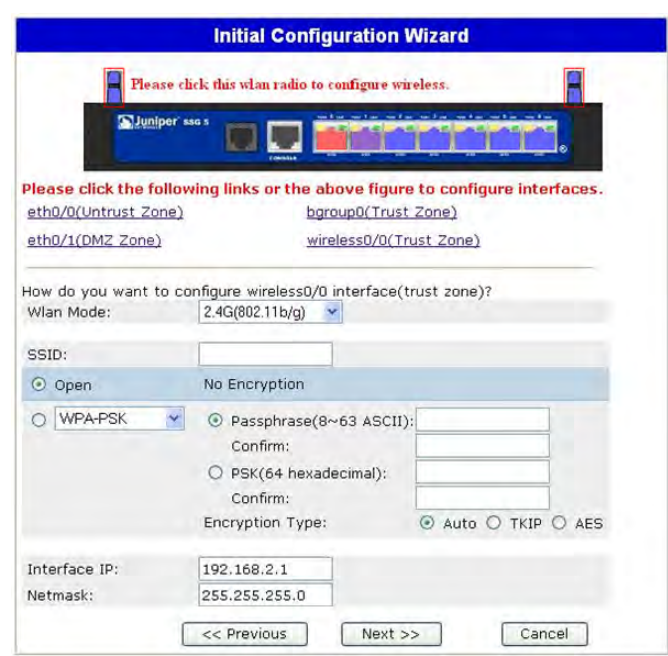 Initial Configuration Wizard
Please click this wlan radio to configure wireless.
Juniper SSG 5
CONSOLE
Please click the following links or the above figure to configure interfaces.
eth0/0(Untrust Zone) bgroup0(Trust Zone)
eth0/1(DMZ Zone) wireless0/0(Trust Zone)
How do you want to configure wireless0/0 interface(trust zone)?
Wlan Mode: 2.4G(802.11b/g)
SSID:
Open No Encryption
WPA-PSK Passphrase(8~63 ASCII):
Confirm:
PSK(64 hexadecimal):
Confirm:
Encryption Type: Auto TKIP AES
Interface IP: 192.168.2.1
Netmask: 255.255.255.0
<< Previous Next >> Cancel